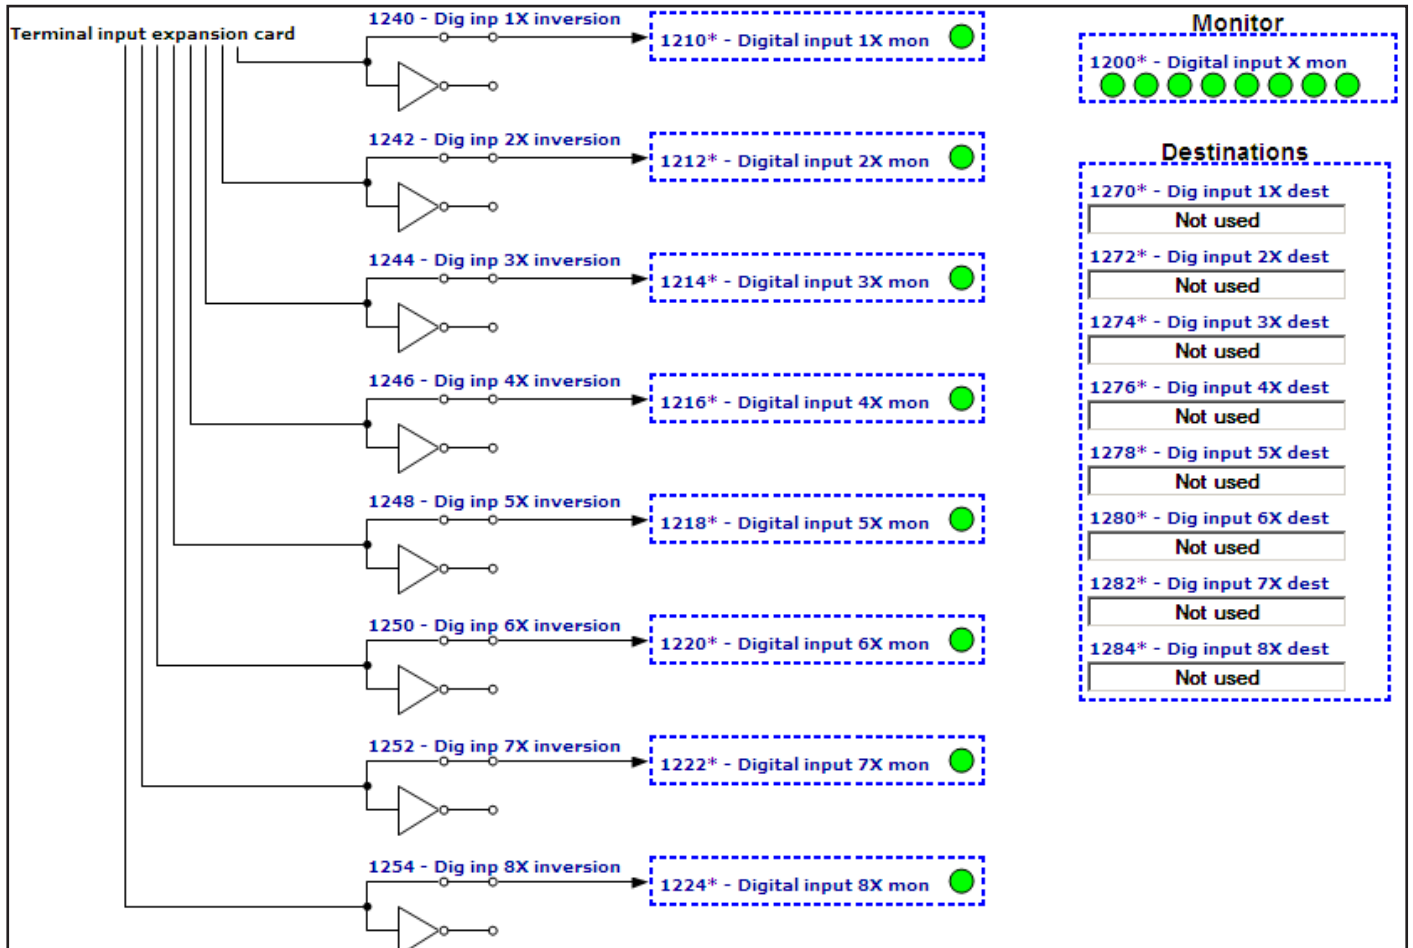 Terminal input expansion card
1240 - Dig inp 1X inversion
1210* - Digital input 1X mon
1242 - Dig inp 2X inversion
1212* - Digital input 2X mon
1244 - Dig inp 3X inversion
1214* - Digital input 3X mon
1246 - Dig inp 4X inversion
1216* - Digital input 4X mon
1248 - Dig inp 5X inversion
1218* - Digital input 5X mon
1250 - Dig inp 6X inversion
1220* - Digital input 6X mon
1252 - Dig inp 7X inversion
1222* - Digital input 7X mon
1254 - Dig inp 8X inversion
1224* - Digital input 8X mon
Monitor
1200* - Digital input X mon
Destinations
1270* - Dig input 1X dest
Not used
1272* - Dig input 2X dest
Not used
1274* - Dig input 3X dest
Not used
1276* - Dig input 4X dest
Not used
1278* - Dig input 5X dest
Not used
1280* - Dig input 6X dest
Not used
1282* - Dig input 7X dest
Not used
1284* - Dig input 8X dest
Not used